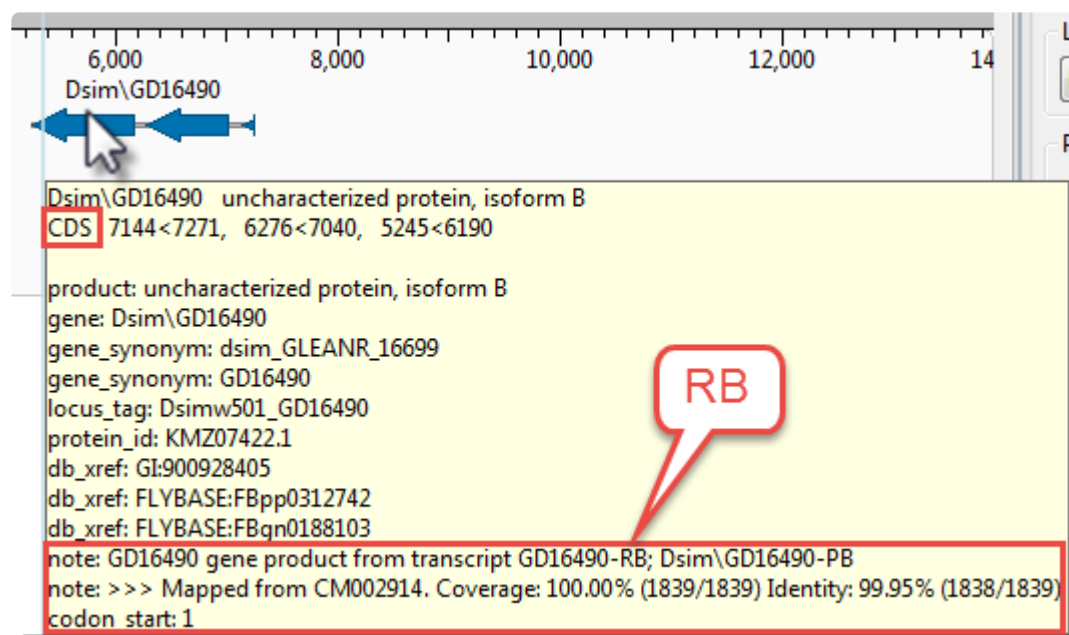 6,000 8,000 10,000 12,000 14
Dsim\GD16490
Dsim\GD16490 uncharacterized protein, isoform B
CDS 7144<7271, 6276<7040, 5245<6190
product: uncharacterized protein, isoform B
gene: Dsim\GD16490
gene_synonym: dsim_GLEANR_16699
gene_synonym: GD16490
RB
locus_tag: Dsimw501_GD16490
protein_id: KMZ07422.1
db_xref: GI:900928405
db_xref: FLYBASE:FBpp0312742
db_xref: FLYBASE:FBgn0188103
note: GD16490 gene product from transcript GD16490-RB; Dsim\GD16490-PB
note: >>> Mapped from CM002914. Coverage: 100.00% (1839/1839) Identity: 99.95% (1838/1839)
codon_start: 1